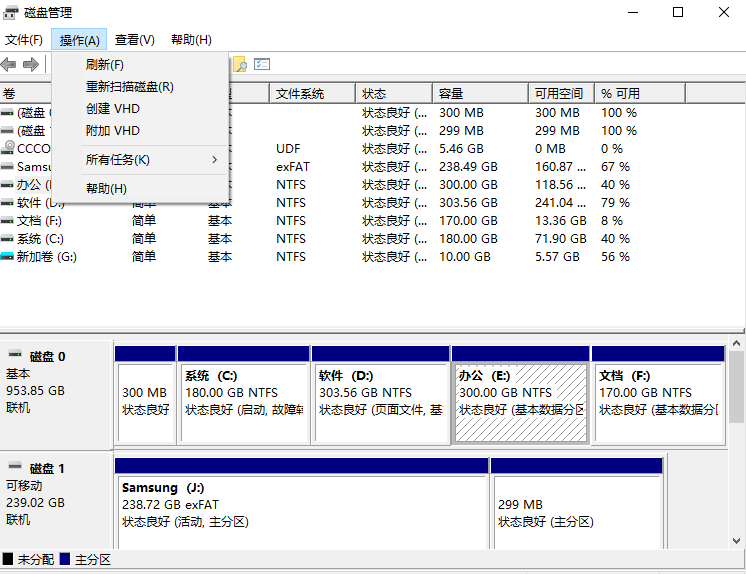 磁盘管理
文件(F) 操作(A) 查看(V) 帮助(H)
刷新(F)
重新扫描磁盘(R)
创建 VHD
附加 VHD
所有任务(K)
帮助(H)
卷 型 文件系统 状态 容量 可用空间 % 可用
(磁盘 状态良好 (... 300 MB 300 MB 100 %
(磁盘 状态良好 (... 299 MB 299 MB 100 %
CCCO UDF 状态良好 (... 5.46 GB 0 MB 0 %
Samsu exFAT 状态良好 (... 238.49 GB 160.87 ... 67 %
办公 NTFS 状态良好 (... 300.00 GB 118.56 ... 40 %
软件 (D:) 简单 基本 NTFS 状态良好 (... 303.56 GB 241.04 ... 79 %
文档 (F:) 简单 基本 NTFS 状态良好 (... 170.00 GB 13.36 GB 8 %
系统 (C:) 简单 基本 NTFS 状态良好 (... 180.00 GB 71.90 GB 40 %
新加卷 (G:) 简单 基本 NTFS 状态良好 (... 10.00 GB 5.57 GB 56 %
磁盘 0
基本
953.85 GB
联机
300 MB
状态良好
系统 (C:)
180.00 GB NTFS
状态良好 (启动, 故障转
软件 (D:)
303.56 GB NTFS
状态良好 (页面文件, 基
办公 (E:)
300.00 GB NTFS
状态良好 (基本数据分区
文档 (F:)
170.00 GB NTFS
状态良好 (基本数据分区
磁盘 1
可移动
239.02 GB
联机
Samsung (J:)
238.72 GB exFAT
状态良好 (活动, 主分区)
299 MB
状态良好 (主分区)
未分配 主分区